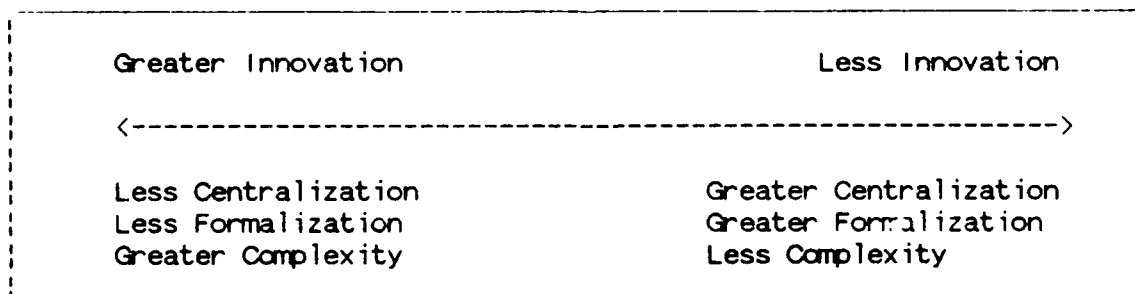 Greater Innovation Less Innovation
<---------------------------------------------------------->
Less Centralization Greater Centralization
Less Formalization Greater Formalization
Greater Complexity Less Complexity